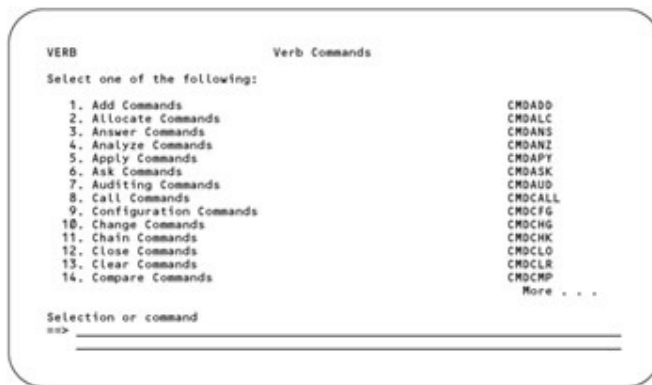 VERB Verb Commands
Select one of the following:
1. Add Commands CMDADD
2. Allocate Commands CMDALC
3. Answer Commands CMDANS
4. Analyze Commands CMDANZ
5. Apply Commands CMDAPY
6. Ask Commands CMDASK
7. Auditing Commands CMDAUD
8. Call Commands CMDCALL
9. Configuration Commands CMDCFG
10. Change Commands CMDCHG
11. Chain Commands CMDCHK
12. Close Commands CMDCLO
13. Clear Commands CMDCLR
14. Compare Commands CMDCMP
More . . .
Selection or command
==>